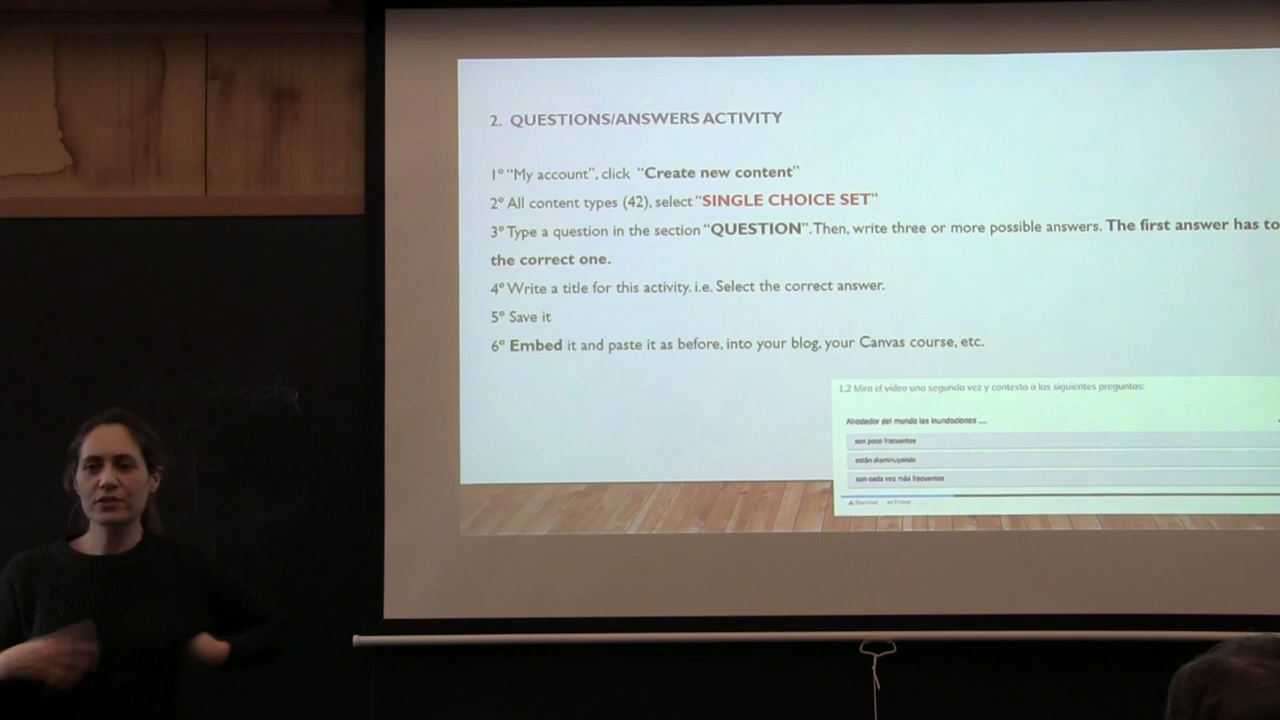 2. QUESTIONS/ANSWERS ACTIVITY
1º "My account", click "Create new content"
2º All content types (42), select "SINGLE CHOICE SET"
3º Type a question in the section "QUESTION". Then, write three or more possible answers. The first answer has to
the correct one.
4º Write a title for this activity. i.e. Select the correct answer.
5º Save it
6º Embed it and paste it as before, into your blog, your Canvas course, etc.
1.2 Mira el vídeo una segunda vez y contesta a las siguientes preguntas:
Alrededor del mundo las inundaciones ....
son poco frecuentes
están disminuyendo
son cada vez más frecuentes
Embed